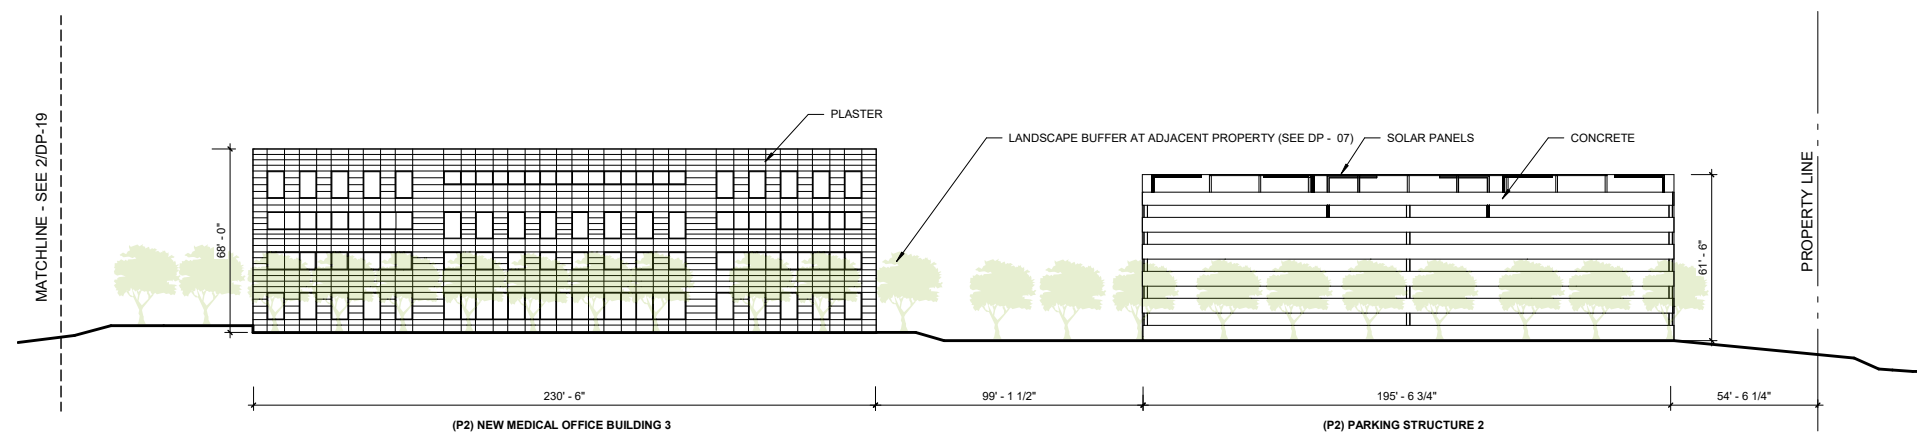 MATCHLINE - SEE 2/DP-19
68' - 0"
PLASTER
LANDSCAPE BUFFER AT ADJACENT PROPERTY (SEE DP - 07)
SOLAR PANELS
CONCRETE
61' - 6"
PROPERTY LINE
230' - 6"
99' - 1 1/2"
195' - 6 3/4"
54' - 6 1/4"
(P2) NEW MEDICAL OFFICE BUILDING 3
(P2) PARKING STRUCTURE 2